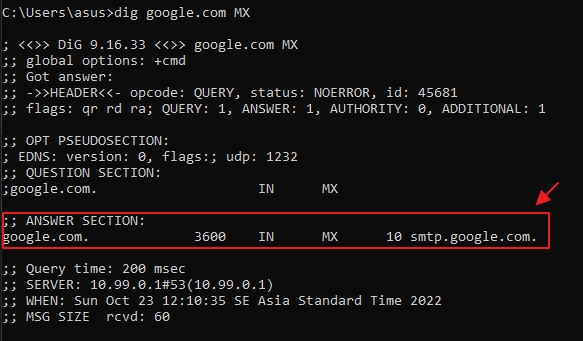 C:\Users\asus>dig google.com MX
; <<>> DiG 9.16.33 <<>> google.com MX
;; global options: +cmd
;; Got answer:
;; ->>HEADER<<- opcode: QUERY, status: NOERROR, id: 45681
;; flags: qr rd ra; QUERY: 1, ANSWER: 1, AUTHORITY: 0, ADDITIONAL: 1
;; OPT PSEUDOSECTION:
; EDNS: version: 0, flags:; udp: 1232
;; QUESTION SECTION:
;google.com. IN MX
;; ANSWER SECTION:
google.com. 3600 IN MX 10 smtp.google.com.
;; Query time: 200 msec
;; SERVER: 10.99.0.1#53(10.99.0.1)
;; WHEN: Sun Oct 23 12:10:35 SE Asia Standard Time 2022
;; MSG SIZE rcvd: 60